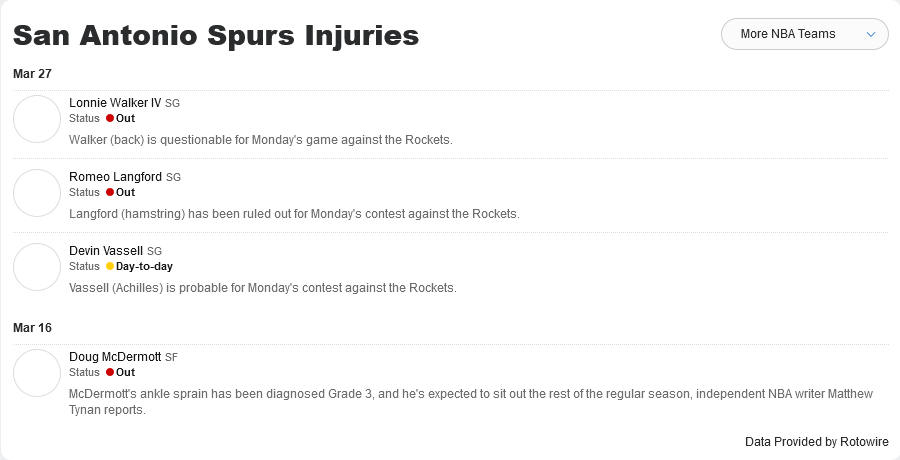 San Antonio Spurs Injuries
More NBA Teams
Mar 27
Lonnie Walker IV SG
Status Out
Walker (back) is questionable for Monday's game against the Rockets.
Romeo Langford SG
Status Out
Langford (hamstring) has been ruled out for Monday's contest against the Rockets.
Devin Vassell SG
Status Day-to-day
Vassell (Achilles) is probable for Monday's contest against the Rockets.
Mar 16
Doug McDermott SF
Status Out
McDermott's ankle sprain has been diagnosed Grade 3, and he's expected to sit out the rest of the regular season, independent NBA writer Matthew
Tynan reports.
Data Provided by Rotowire